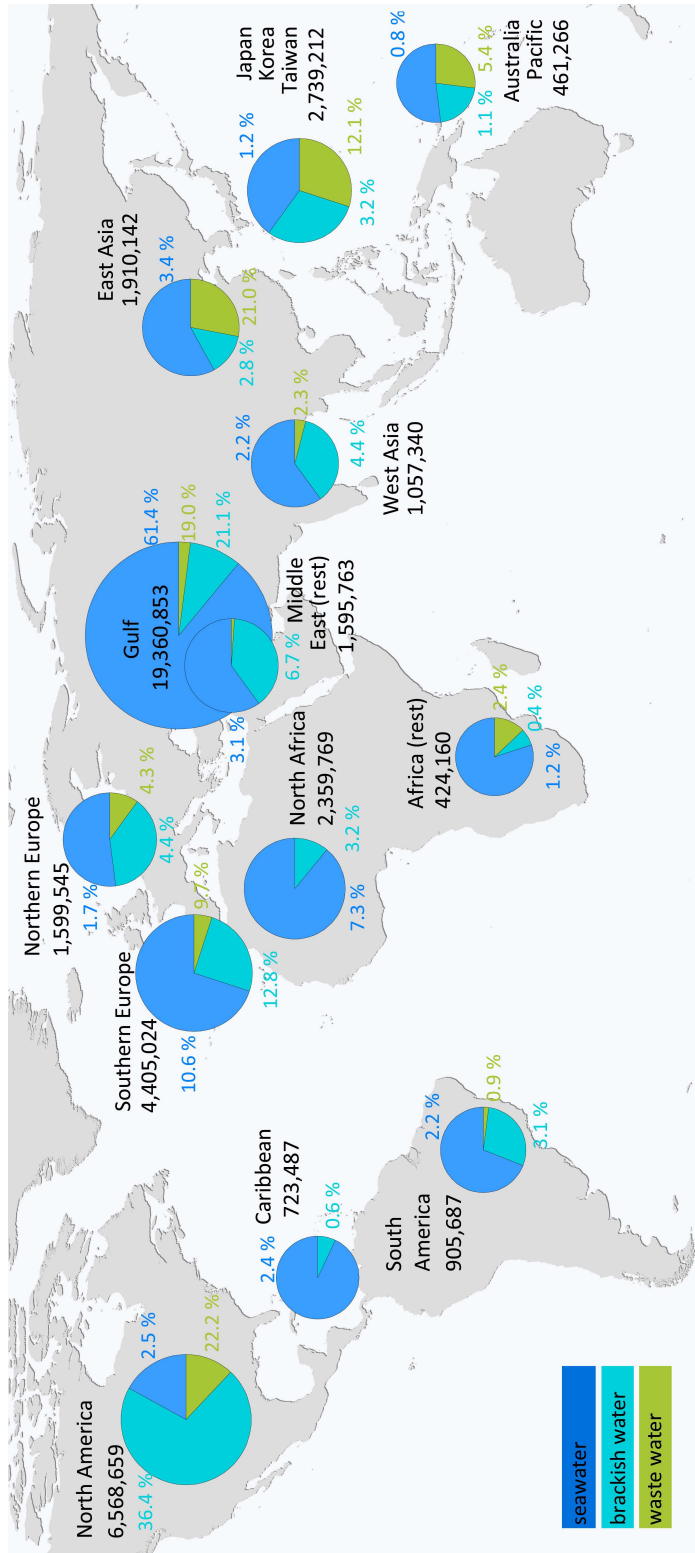 North America
6,568,659
36.4 %
2.5 %
22.2 %
Caribbean
723,487
2.4 %
0.6 %
South
America
905,687
2.2 %
0.9 %
3.1 %
Northern Europe
1,599,545
1.7 %
4.3 %
4.4 %
Southern Europe
4,405,024
10.6 %
9.7 %
12.8 %
North Africa
2,359,769
7.3 %
3.2 %
Africa (rest)
424,160
2.4 %
0.4 %
1.2 %
Gulf
19,360,853
61.4 %
19.0 %
21.1 %
Middle
East (rest)
1,595,763
3.1 %
6.7 %
West Asia
1,057,340
2.2 %
2.3 %
4.4 %
East Asia
1,910,142
3.4 %
21.0 %
2.8 %
Japan
Korea
Taiwan
2,739,212
1.2 %
12.1 %
3.2 %
Australia
Pacific
461,266
0.8 %
5.4 %
1.1 %
seawater
brackish water
waste water